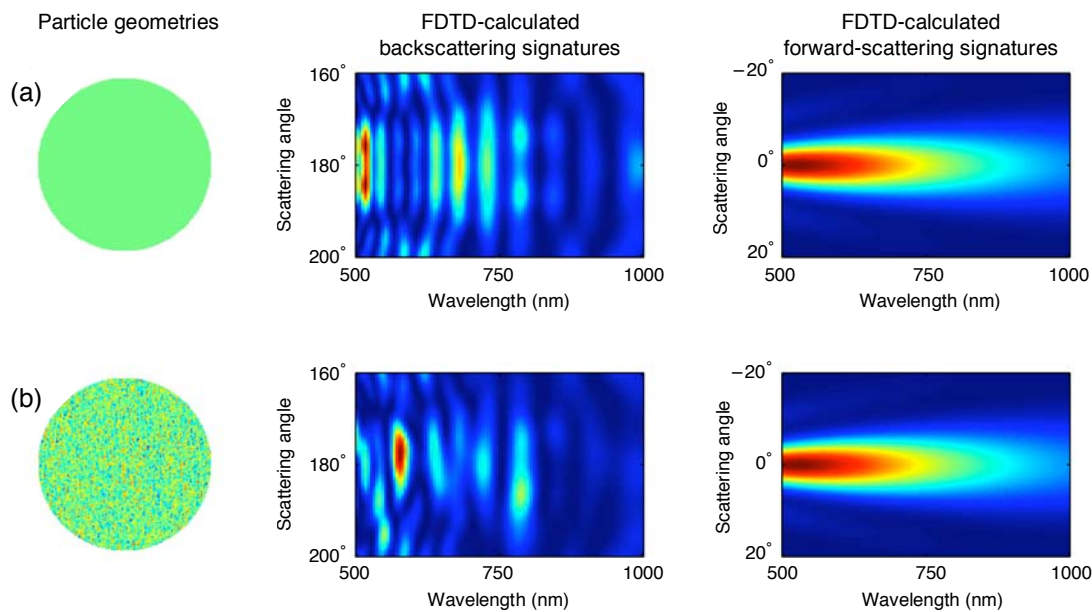 Particle geometries
FDTD-calculated
backscattering signatures
FDTD-calculated
forward-scattering signatures
(a)
Scattering angle
160°
180°
200°
500
750
1000
Wavelength (nm)
Scattering angle
−20°
0°
20°
500
750
1000
Wavelength (nm)
(b)
Scattering angle
160°
180°
200°
500
750
1000
Wavelength (nm)
Scattering angle
−20°
0°
20°
500
750
1000
Wavelength (nm)